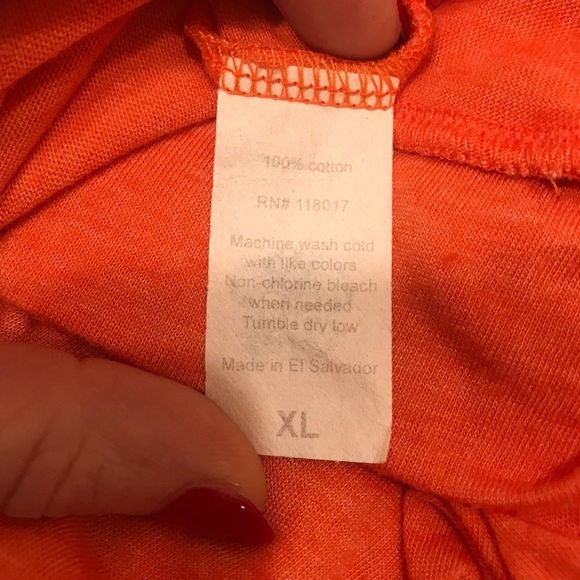 100% cotton
RN# 118017
Machine wash cold
with like colors
Non-chlorine bleach
when needed
Tumble dry low
Made in El Salvador
XL